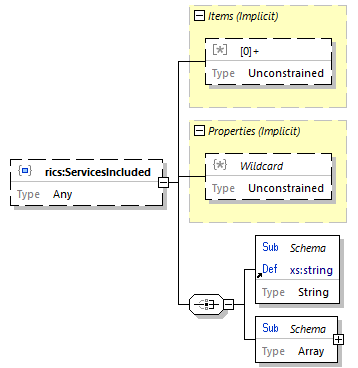 Items (Implicit)
[*] [0]+
Type Unconstrained
Properties (Implicit)
{*} Wildcard
Type Unconstrained
rics:ServicesIncluded
Type Any
Sub Schema
Def xs:string
Type String
Sub Schema
Type Array